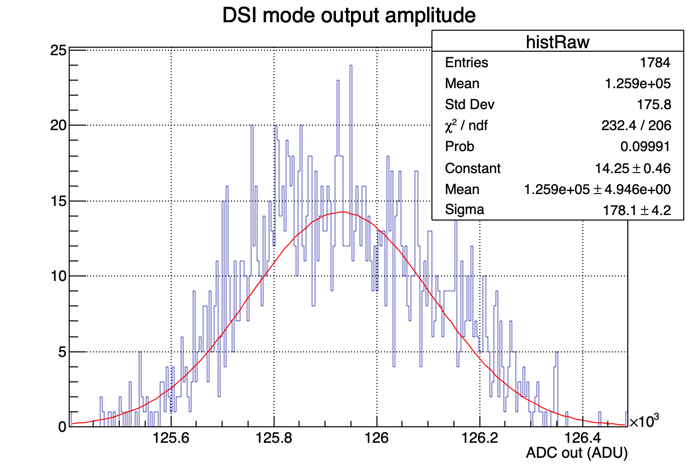 DSI mode output amplitude
histRaw
Entries 1784
Mean 1.259e+05
Std Dev 175.8
χ² / ndf 232.4 / 206
Prob 0.09991
Constant 14.25 ± 0.46
Mean 1.259e+05 ± 4.946e+00
Sigma 178.1 ± 4.2
25
20
15
10
5
0
125.6 125.8 126 126.2 126.4
×10³
ADC out (ADU)